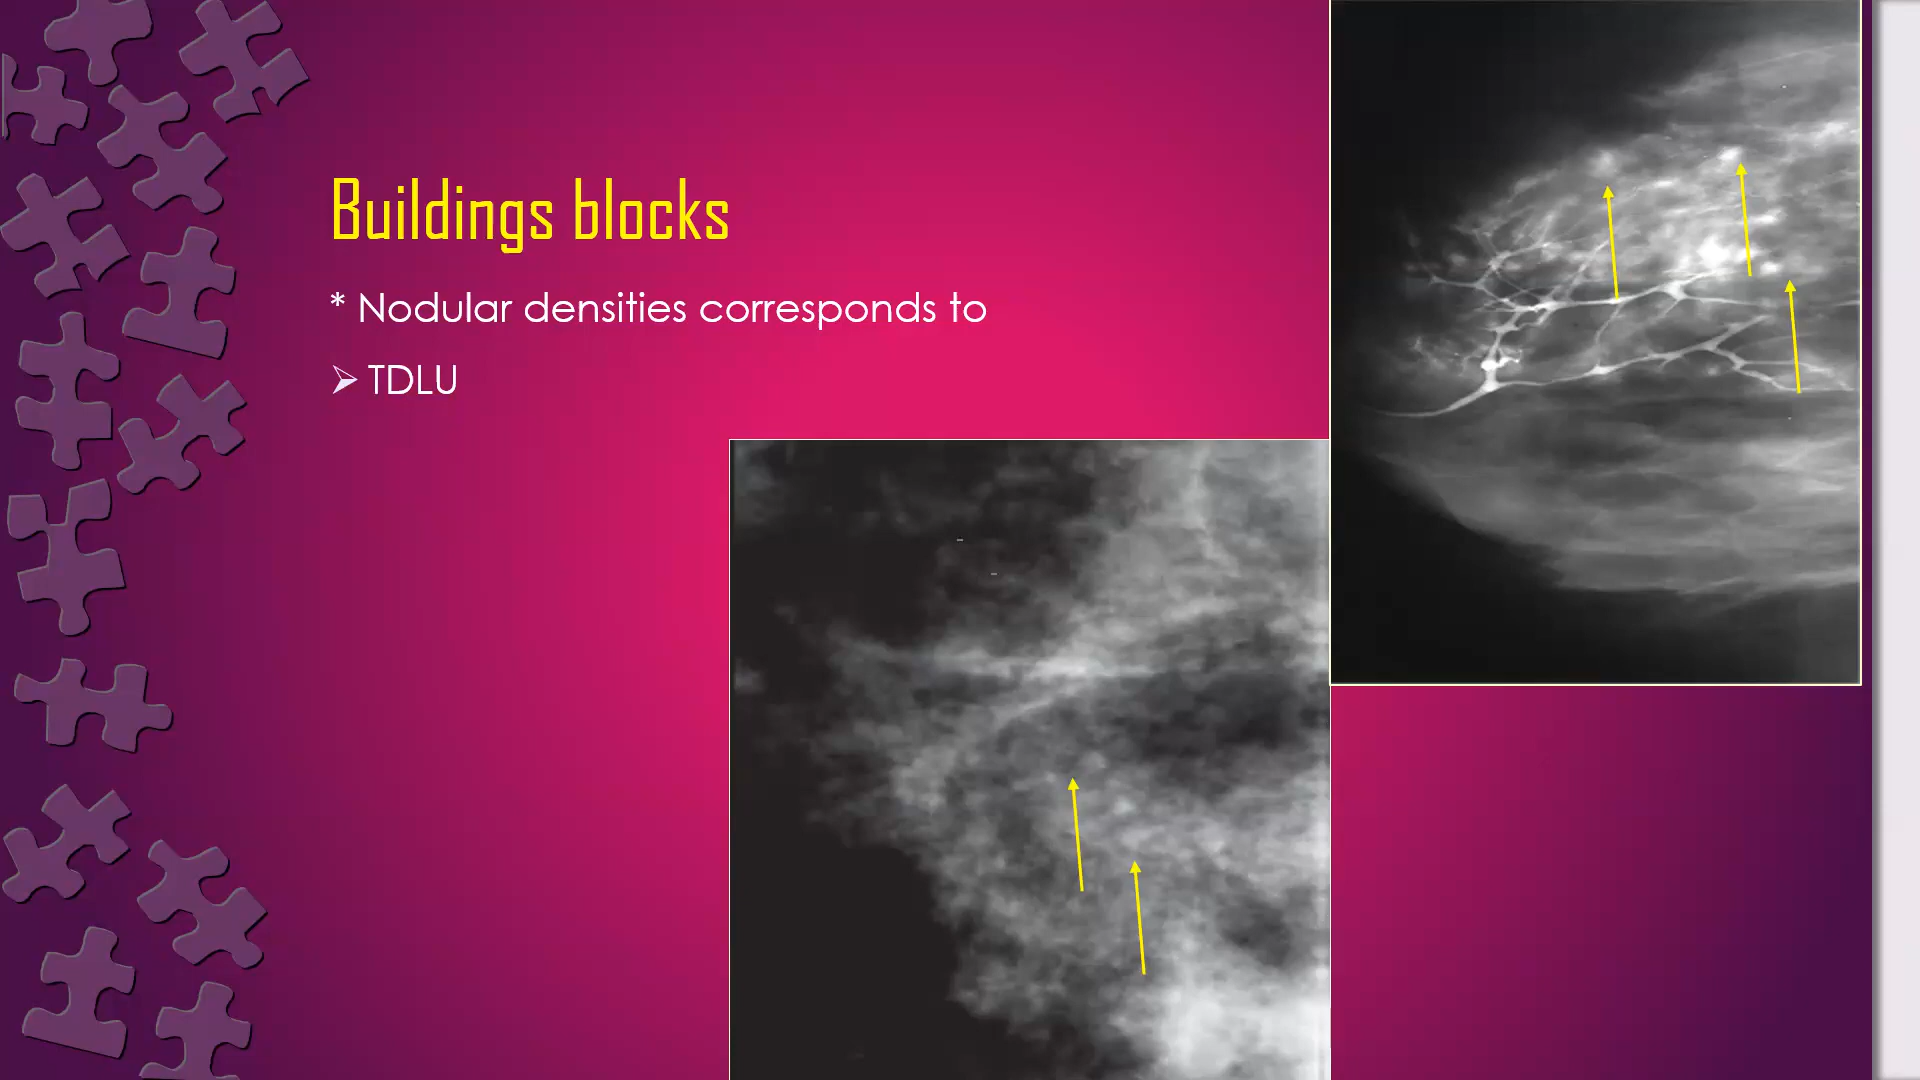 Buildings blocks
* Nodular densities corresponds to
➢ TDLU